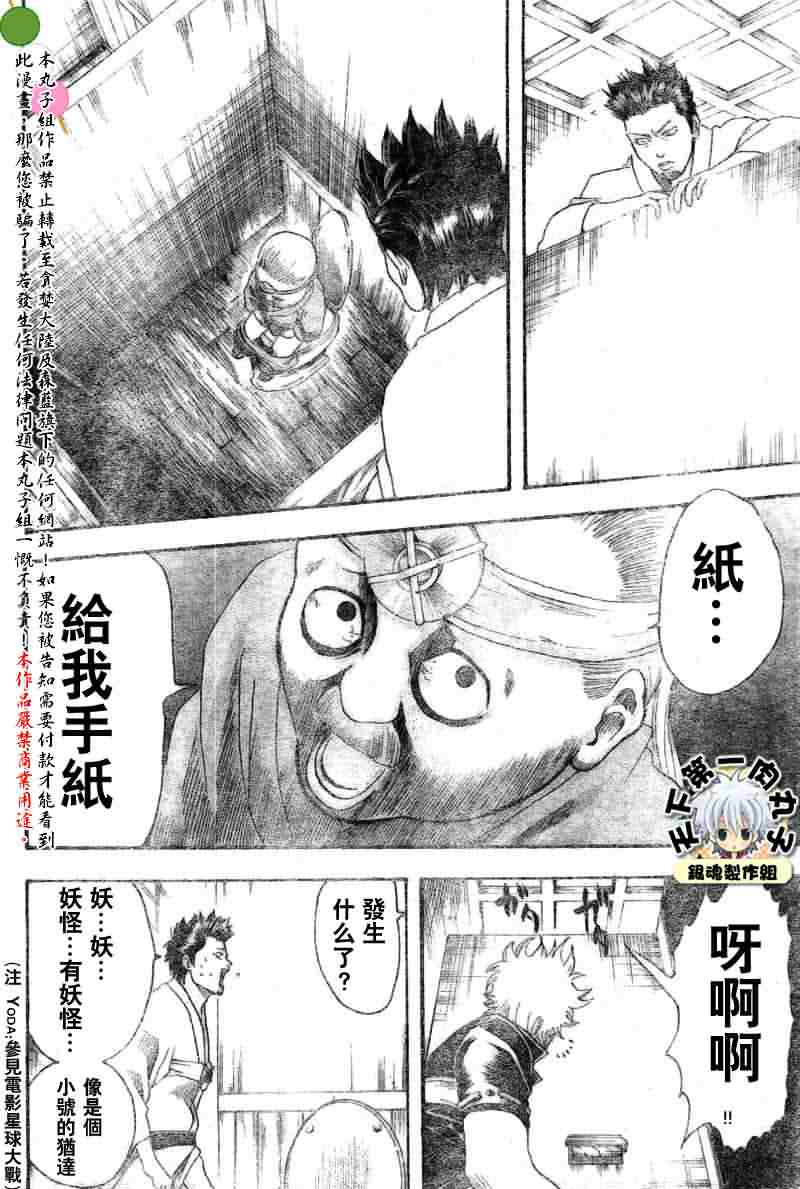 紙…
給我手紙
呀啊啊
!!
發生
什么了?
妖…妖…
妖怪…有妖怪…
像是個
小號的猶達
(注 YODA:參見電影星球大戰)
天下第一肉丸子
銀魂製作組
本丸子組作品禁止轉載至貪婪大陸及森藍旗下的任何網站!如果您被告知需要付款才能看到
此漫畫,那麼您被騙了…若發生任何法律問題本丸子組一慨不負責!本作品嚴禁商業用途。